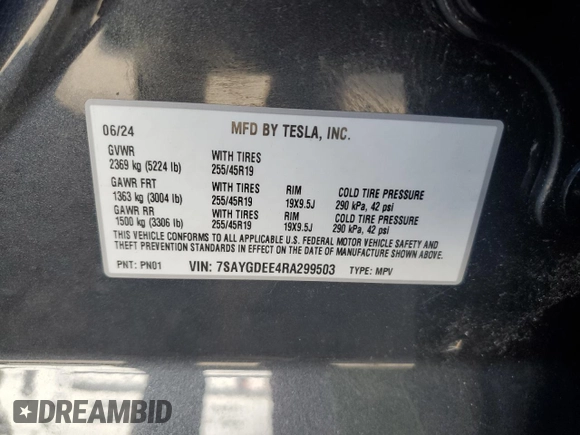 06/24 MFD BY TESLA, INC.
GVWR WITH TIRES
2369 kg (5224 lb) 255/45R19
GAWR FRT WITH TIRES RIM COLD TIRE PRESSURE
1363 kg (3004 lb) 255/45R19 19X9.5J 290 kPa, 42 psi
GAWR RR WITH TIRES RIM COLD TIRE PRESSURE
1500 kg (3306 lb) 255/45R19 19X9.5J 290 kPa, 42 psi
THIS VEHICLE CONFORMS TO ALL APPLICABLE U.S. FEDERAL MOTOR VEHICLE SAFETY AND
THEFT PREVENTION STANDARDS IN EFFECT ON THE DATE OF MANUFACTURE SHOWN ABOVE.
PNT: PN01 VIN: 7SAYGDEE4RA299503 TYPE: MPV
DREAMBID